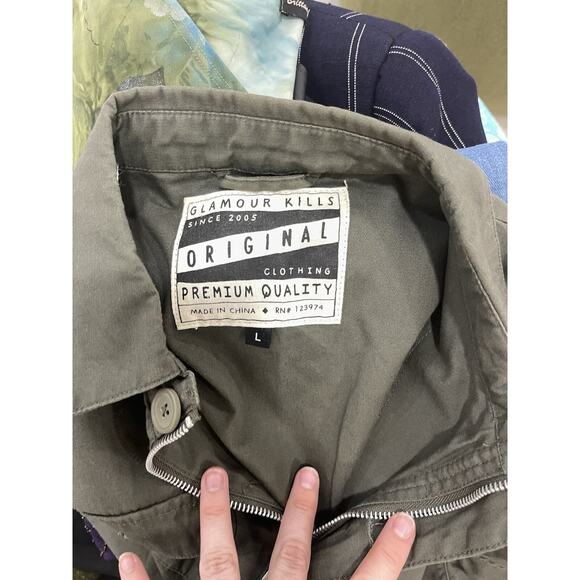 GLAMOUR KILLS
SINCE 2005
ORIGINAL
CLOTHING
PREMIUM QUALITY
MADE IN CHINA ◆ RN# 123974
L